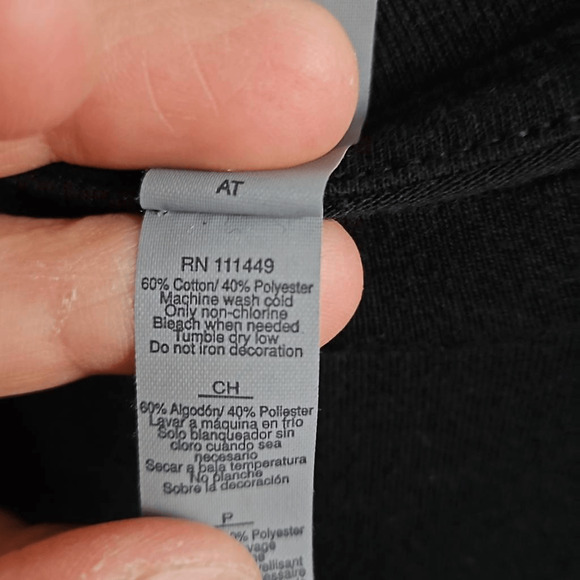 AT
RN 111449
60% Cotton/ 40% Polyester
Machine wash cold
Only non-chlorine
Bleach when needed
Tumble dry low
Do not iron decoration
CH
60% Algodón/ 40% Poliester
Lavar a máquina en frio
Solo blanqueador sin
cloro cuando sea
necesario
Secar a baja temperatura
No planche
Sobre la decoración
P
% Polyester